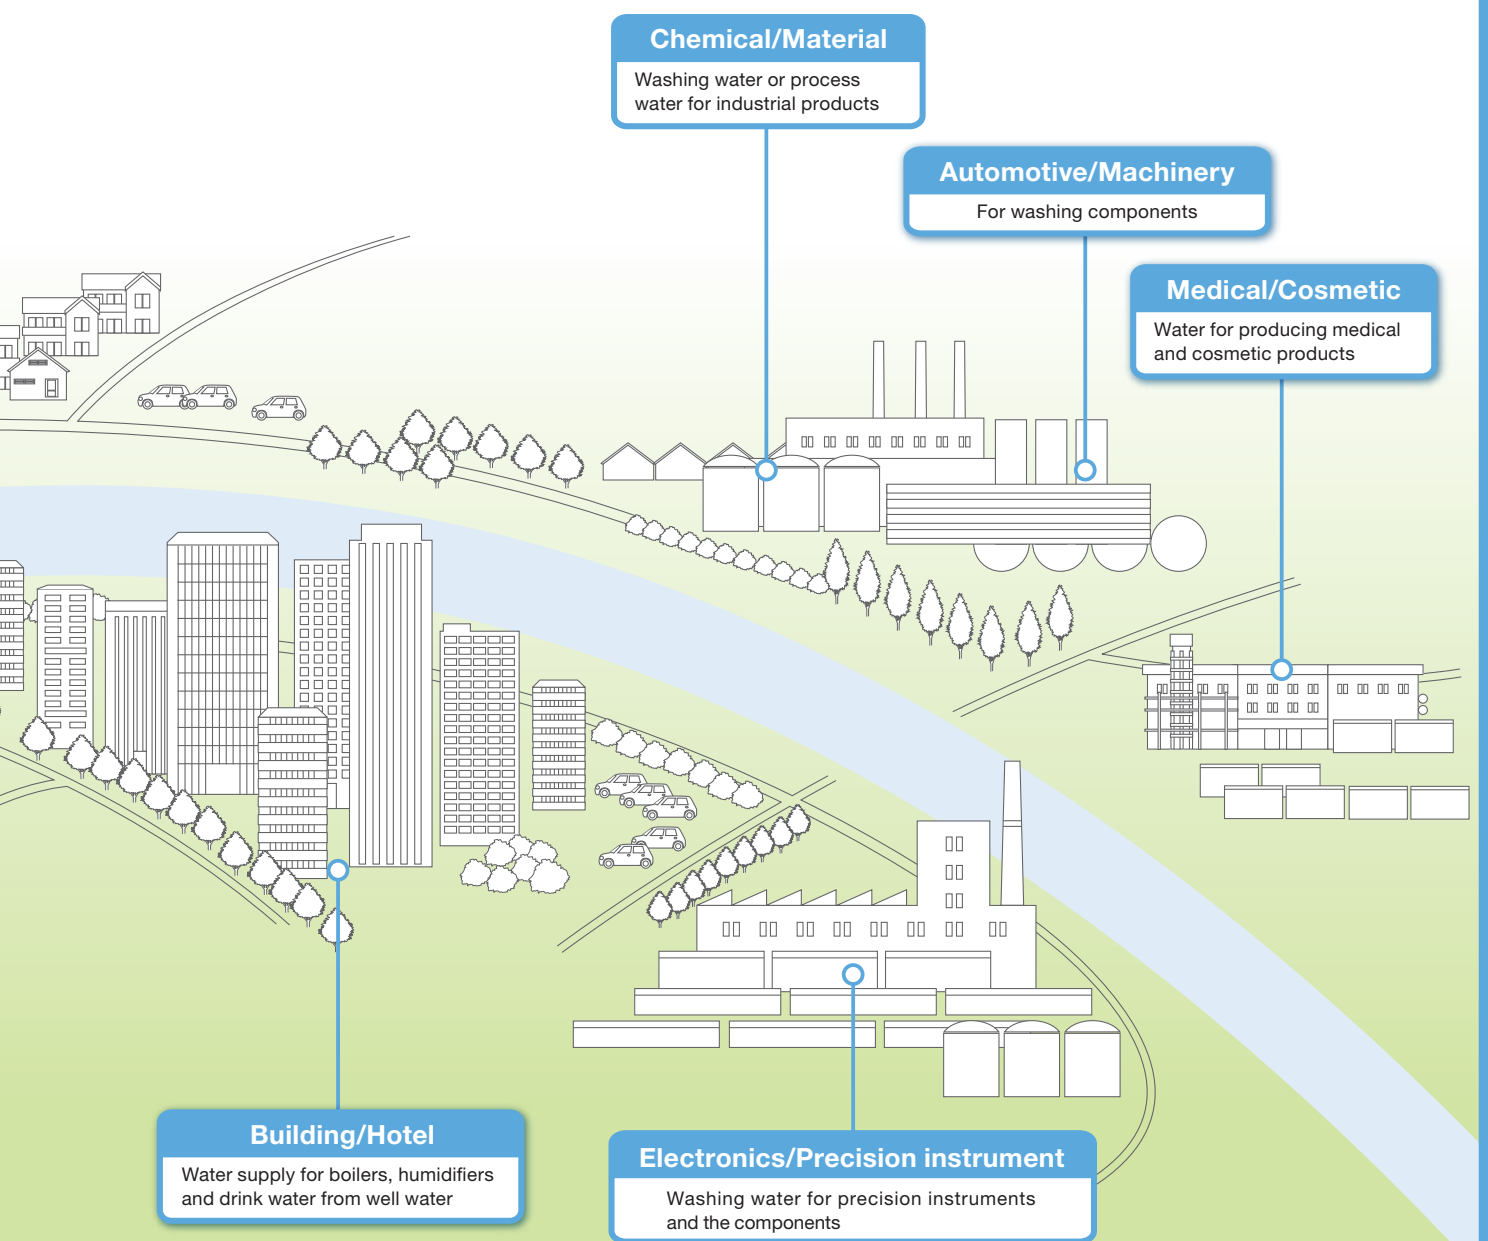 Chemical/Material
Washing water or process
water for industrial products
Automotive/Machinery
For washing components
Medical/Cosmetic
Water for producing medical
and cosmetic products
Building/Hotel
Water supply for boilers, humidifiers
and drink water from well water
Electronics/Precision instrument
Washing water for precision instruments
and the components